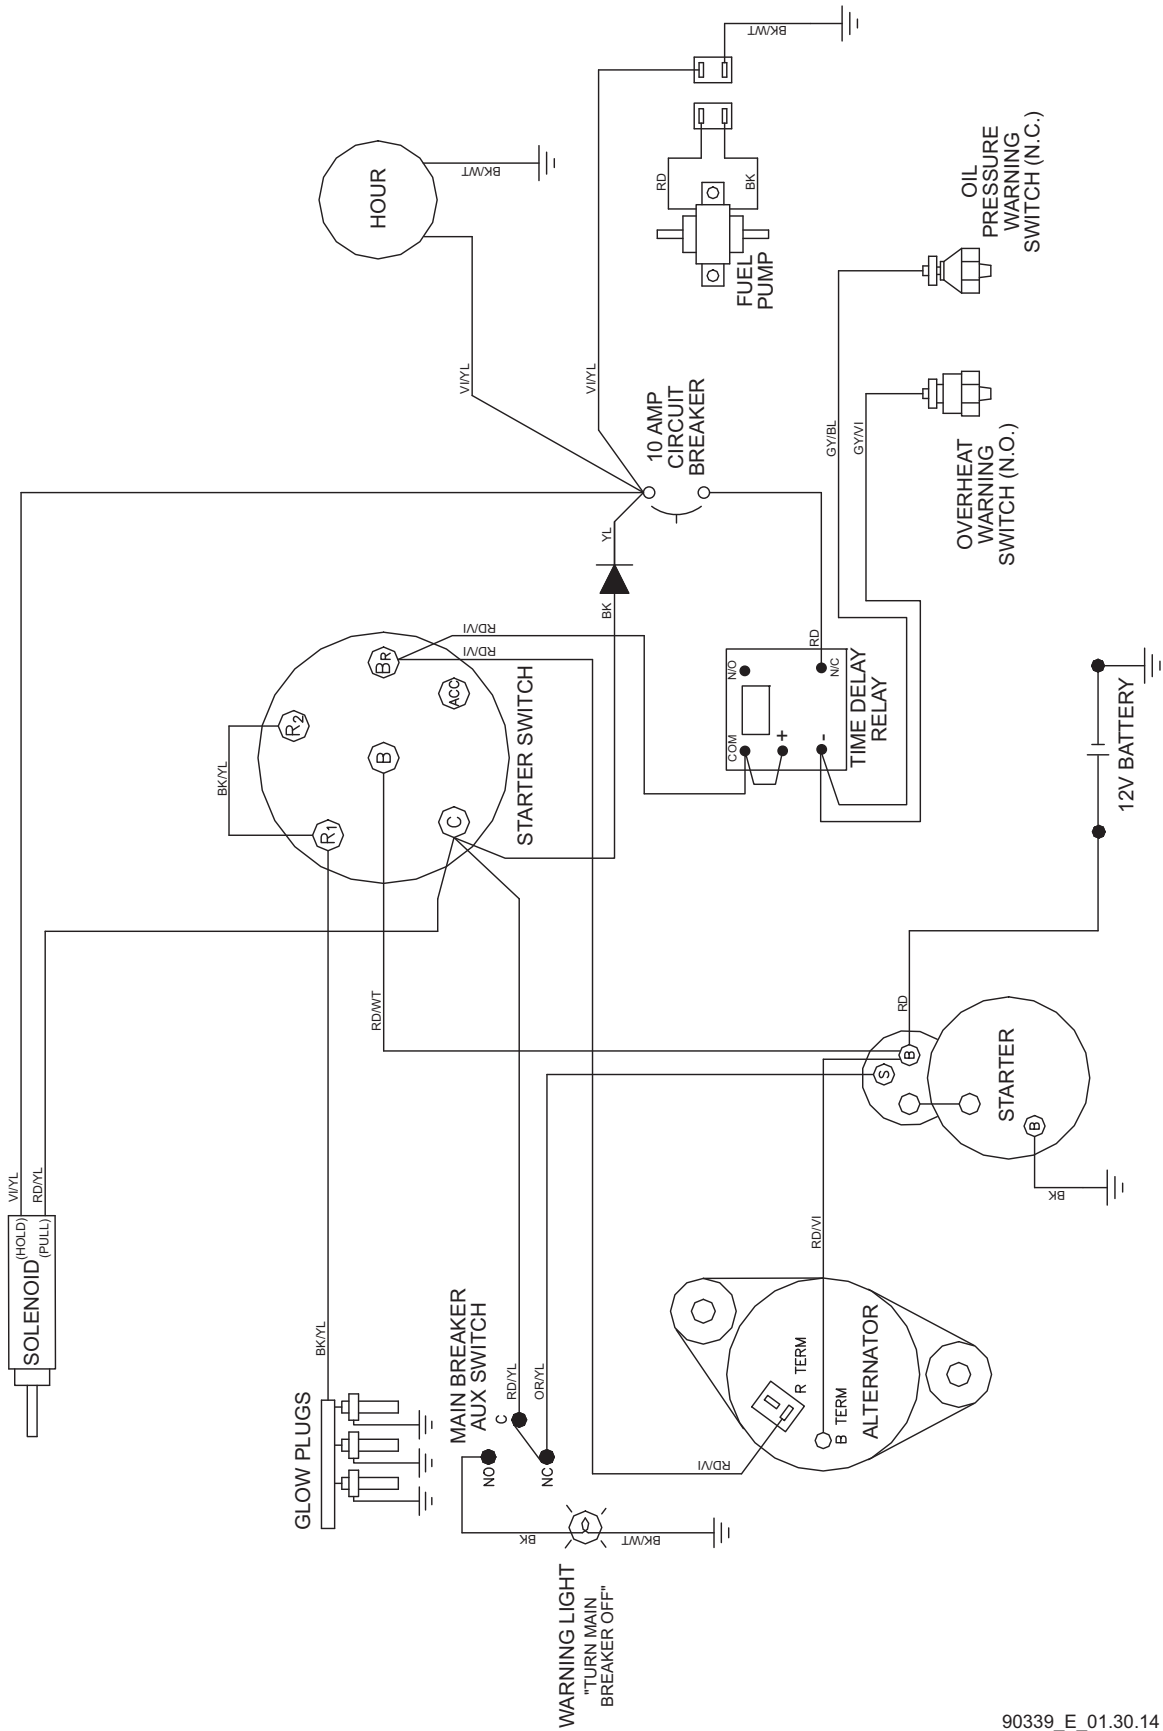 SOLENOID
(HOLD)
(PULL)
VI/YL
RD/YL
HOUR
BK/WT
VI/YL
BK/WT
VI/YL
RD
BK
FUEL
PUMP
10 AMP
CIRCUIT
BREAKER
OIL
PRESSURE
WARNING
SWITCH (N.C.)
OVERHEAT
WARNING
SWITCH (N.O.)
GY/BL
GY/VI
YL
BK
RD/VI
RD/VI
BK/YL
R1
R2
BR
B
ACC
C
STARTER SWITCH
N/O
N/C
COM
+
-
RD
TIME DELAY
RELAY
12V BATTERY
RD/WT
RD
B
S
STARTER
B
BK
RD/VI
BK/YL
GLOW PLUGS
MAIN BREAKER
AUX SWITCH
C
NO
NC
RD/YL
OR/YL
RD/VI
R TERM
B TERM
ALTERNATOR
BK
BK/WT
WARNING LIGHT
"TURN MAIN
BREAKER OFF"
90339_E_01.30.14